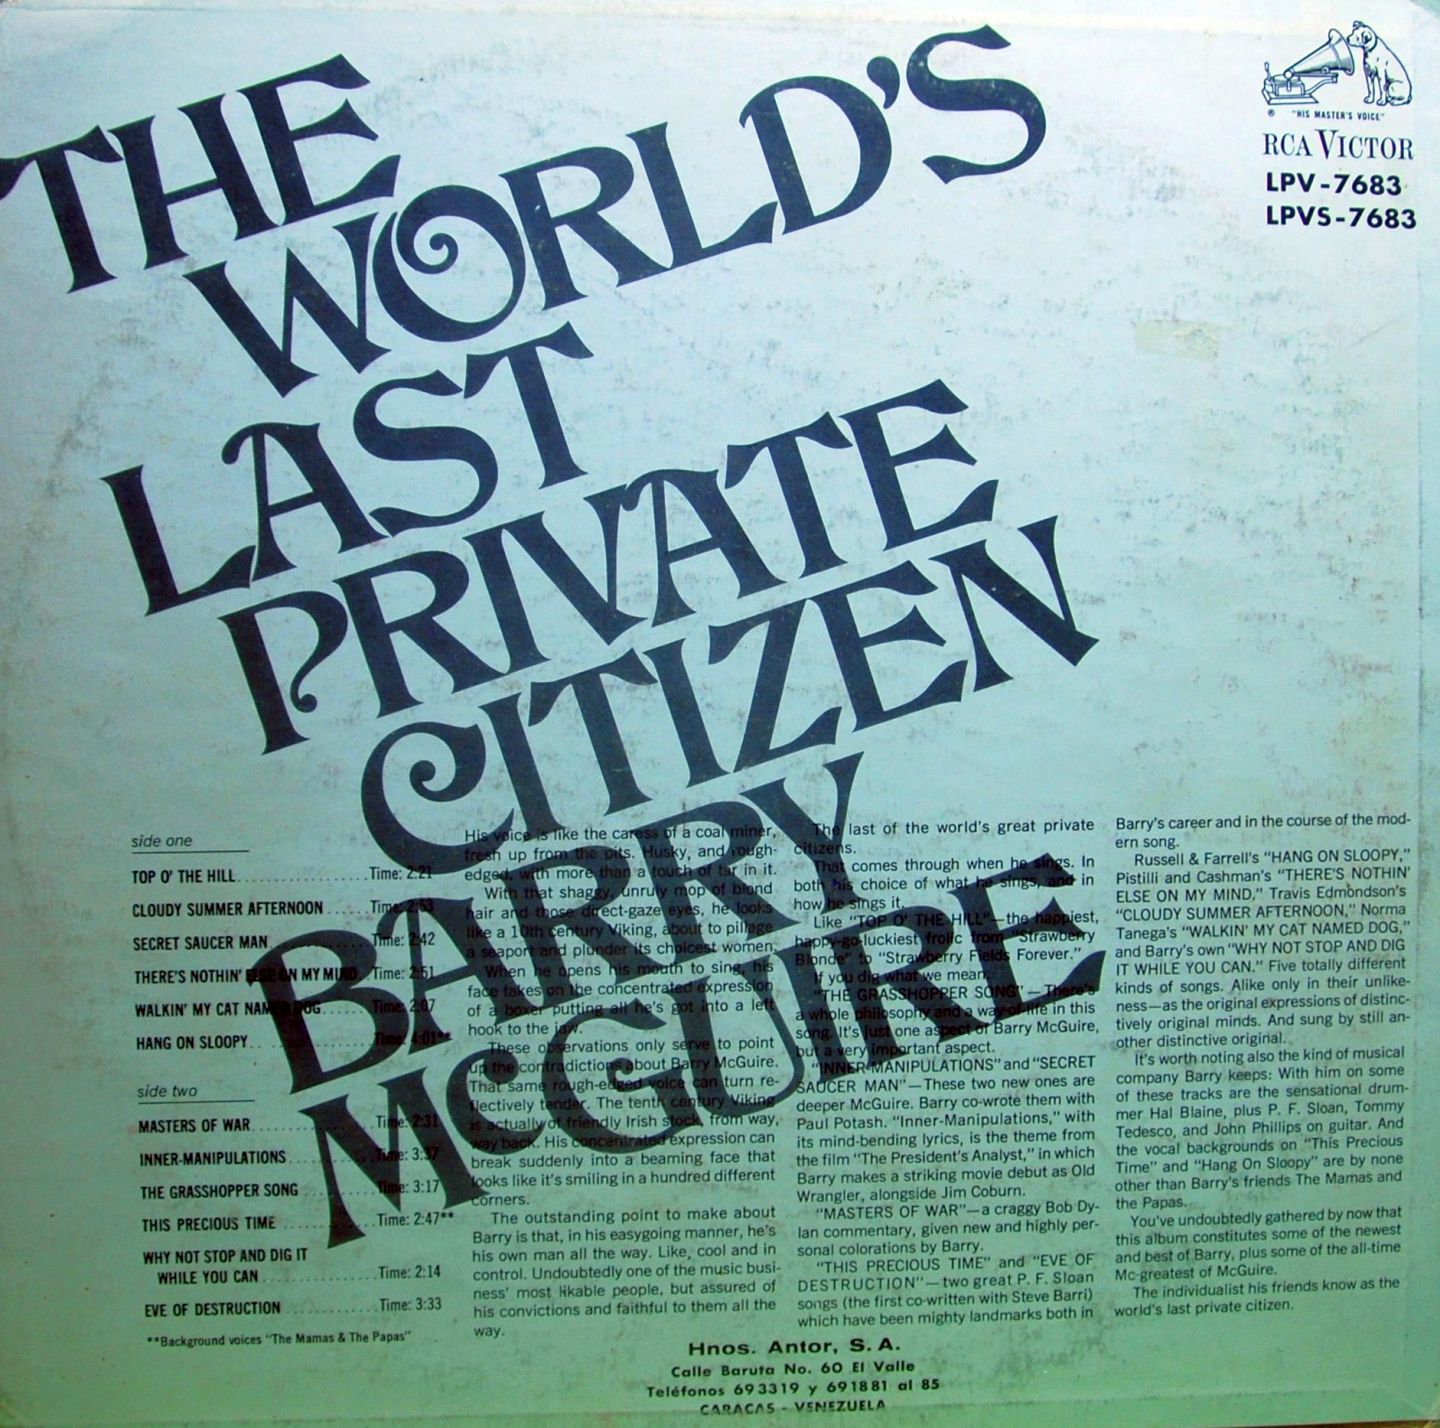 THE
WORLD'S
LAST
PRIVATE
CITIZEN
BARRY
McGUIRE
"HIS MASTER'S VOICE"
RCA VICTOR
LPV-7683
LPVS-7683
side one
TOP O' THE HILL Time: 2:21
CLOUDY SUMMER AFTERNOON Time: 2:53
SECRET SAUCER MAN Time: 2:42
THERE'S NOTHIN' ELSE ON MY MIND Time: 2:51
WALKIN' MY CAT NAMED DOG Time: 2:07
HANG ON SLOOPY Time: 4:01**
side two
MASTERS OF WAR Time: 2:31
INNER-MANIPULATIONS Time: 3:37
THE GRASSHOPPER SONG Time: 3:17
THIS PRECIOUS TIME Time: 2:47**
WHY NOT STOP AND DIG IT
WHILE YOU CAN Time: 2:14
EVE OF DESTRUCTION Time: 3:33
**Background voices "The Mamas & The Papas"
His voice is like the caress of a coal miner,
fresh up from the pits. Husky, and rough-
edged, with more than a touch of tar in it.
With that shaggy, unruly mop of blond
hair and those direct-gaze eyes, he looks
like a 10th century Viking, about to pillage
a seaport and plunder its choicest women.
When he opens his mouth to sing, his
face takes on the concentrated expression
of a boxer putting all he's got into a left
hook to the jaw.
These observations only serve to point
up the contradictions about Barry McGuire.
That same rough-edged voice can turn re-
flectively tender. The tenth century Viking
is actually of friendly Irish stock, from way,
way back. His concentrated expression can
break suddenly into a beaming face that
looks like it's smiling in a hundred different
corners.
The outstanding point to make about
Barry is that, in his easygoing manner, he's
his own man all the way. Like, cool and in
control. Undoubtedly one of the music busi-
ness' most likable people, but assured of
his convictions and faithful to them all the
way.
The last of the world's great private
citizens.
That comes through when he sings. In
both his choice of what he sings, and in
how he sings it.
Like "TOP O' THE HILL"—the happiest,
happy-go-luckiest frolic from "Strawberry
Blonde" to "Strawberry Fields Forever."
If you dig what we mean.
"THE GRASSHOPPER SONG"—There's
a whole philosophy and a way of life in this
song. It's just one aspect of Barry McGuire,
but a very important aspect.
"INNER-MANIPULATIONS" and "SECRET
SAUCER MAN"—These two new ones are
deeper McGuire. Barry co-wrote them with
Paul Potash. "Inner-Manipulations," with
its mind-bending lyrics, is the theme from
the film "The President's Analyst," in which
Barry makes a striking movie debut as Old
Wrangler, alongside Jim Coburn.
"MASTERS OF WAR"—a craggy Bob Dy-
lan commentary, given new and highly per-
sonal colorations by Barry.
"THIS PRECIOUS TIME" and "EVE OF
DESTRUCTION"—two great P. F. Sloan
songs (the first co-written with Steve Barri)
which have been mighty landmarks both in
Barry's career and in the course of the mod-
ern song.
Russell & Farrell's "HANG ON SLOOPY,"
Pistilli and Cashman's "THERE'S NOTHIN'
ELSE ON MY MIND," Travis Edmondson's
"CLOUDY SUMMER AFTERNOON," Norma
Tanega's "WALKIN' MY CAT NAMED DOG,"
and Barry's own "WHY NOT STOP AND DIG
IT WHILE YOU CAN." Five totally different
kinds of songs. Alike only in their unlike-
ness—as the original expressions of distinc-
tively original minds. And sung by still an-
other distinctive original.
It's worth noting also the kind of musical
company Barry keeps: With him on some
of these tracks are the sensational drum-
mer Hal Blaine, plus P. F. Sloan, Tommy
Tedesco, and John Phillips on guitar. And
the vocal backgrounds on "This Precious
Time" and "Hang On Sloopy" are by none
other than Barry's friends The Mamas and
the Papas.
You've undoubtedly gathered by now that
this album constitutes some of the newest
and best of Barry, plus some of the all-time
Mc-greatest of McGuire.
The individualist his friends know as the
world's last private citizen.
Hnos. Antor, S. A.
Calle Baruta No. 60 El Valle
Teléfonos 693319 y 691881 al 85
CARACAS - VENEZUELA